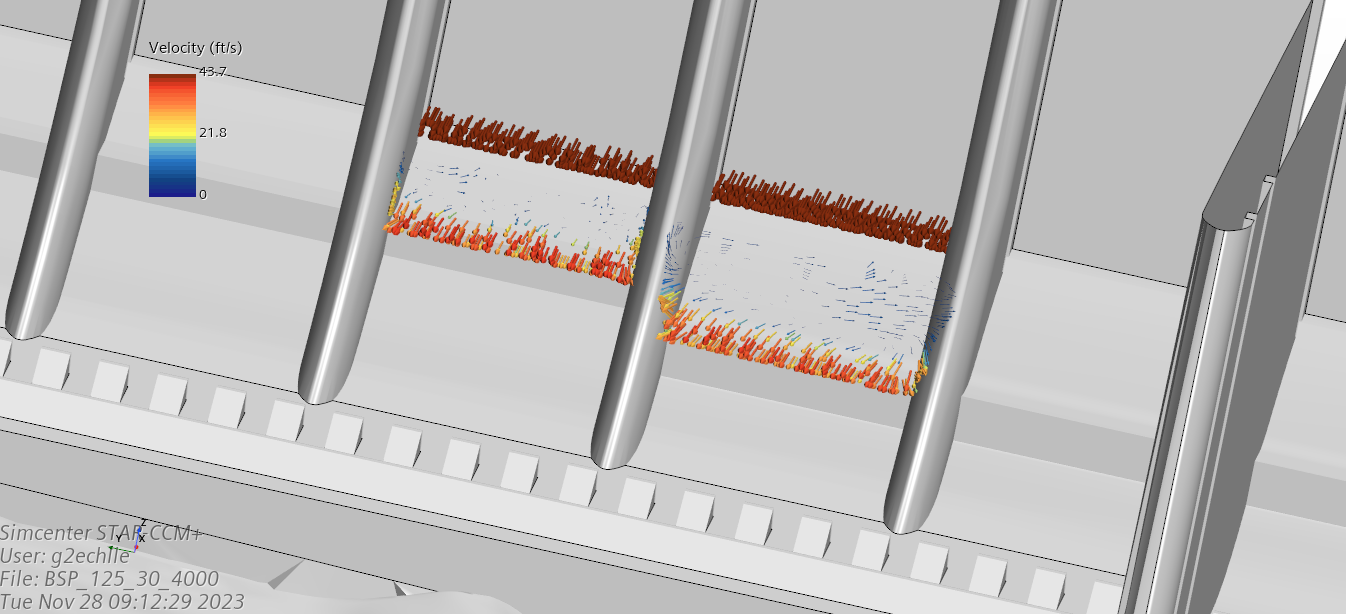 Velocity (ft/s)
43.7
21.8
0
Z
Y X
Simcenter STAR-CCM+
User: g2echlle
File: BSP_125_30_4000
Tue Nov 28 09:12:29 2023